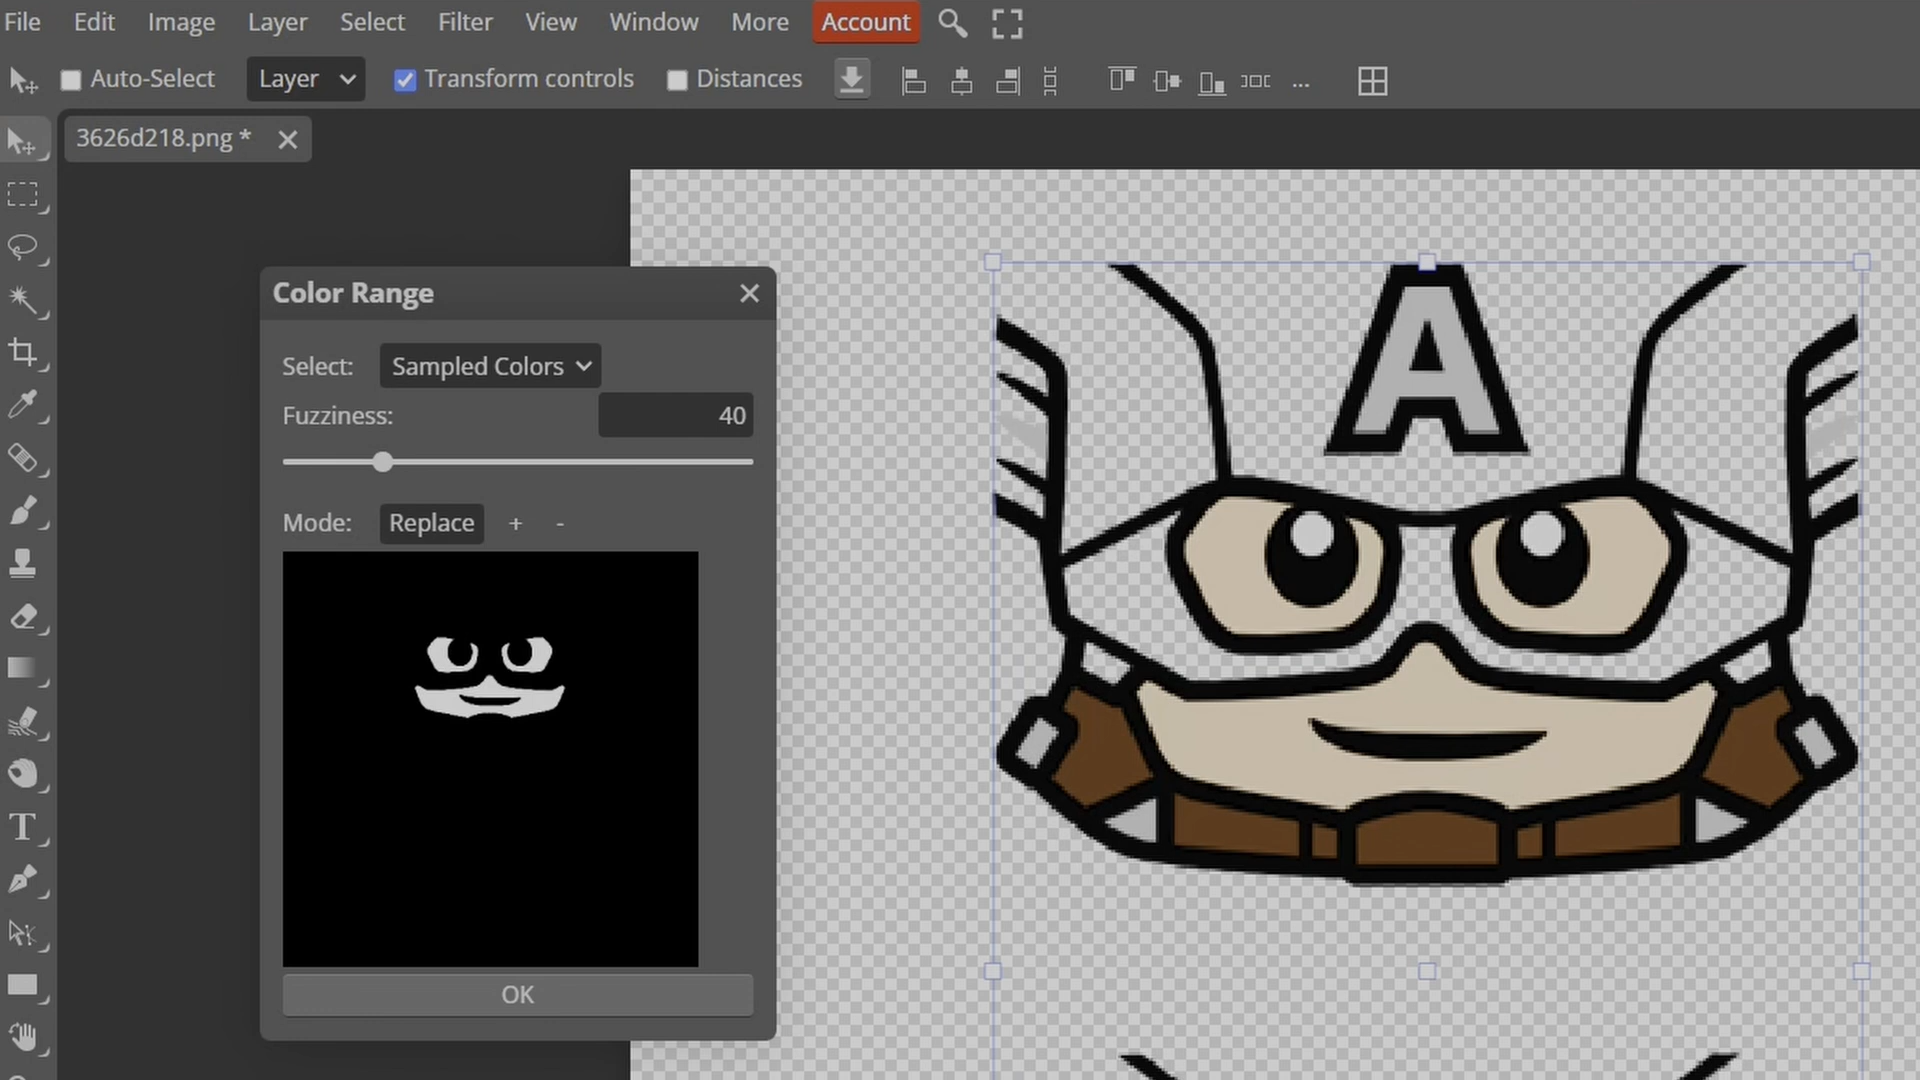 File Edit Image Layer Select Filter View Window More Account
Auto-Select Layer Transform controls Distances ...
3626d218.png *
Color Range
Select: Sampled Colors
Fuzziness: 40
Mode: Replace + -
OK
A
T